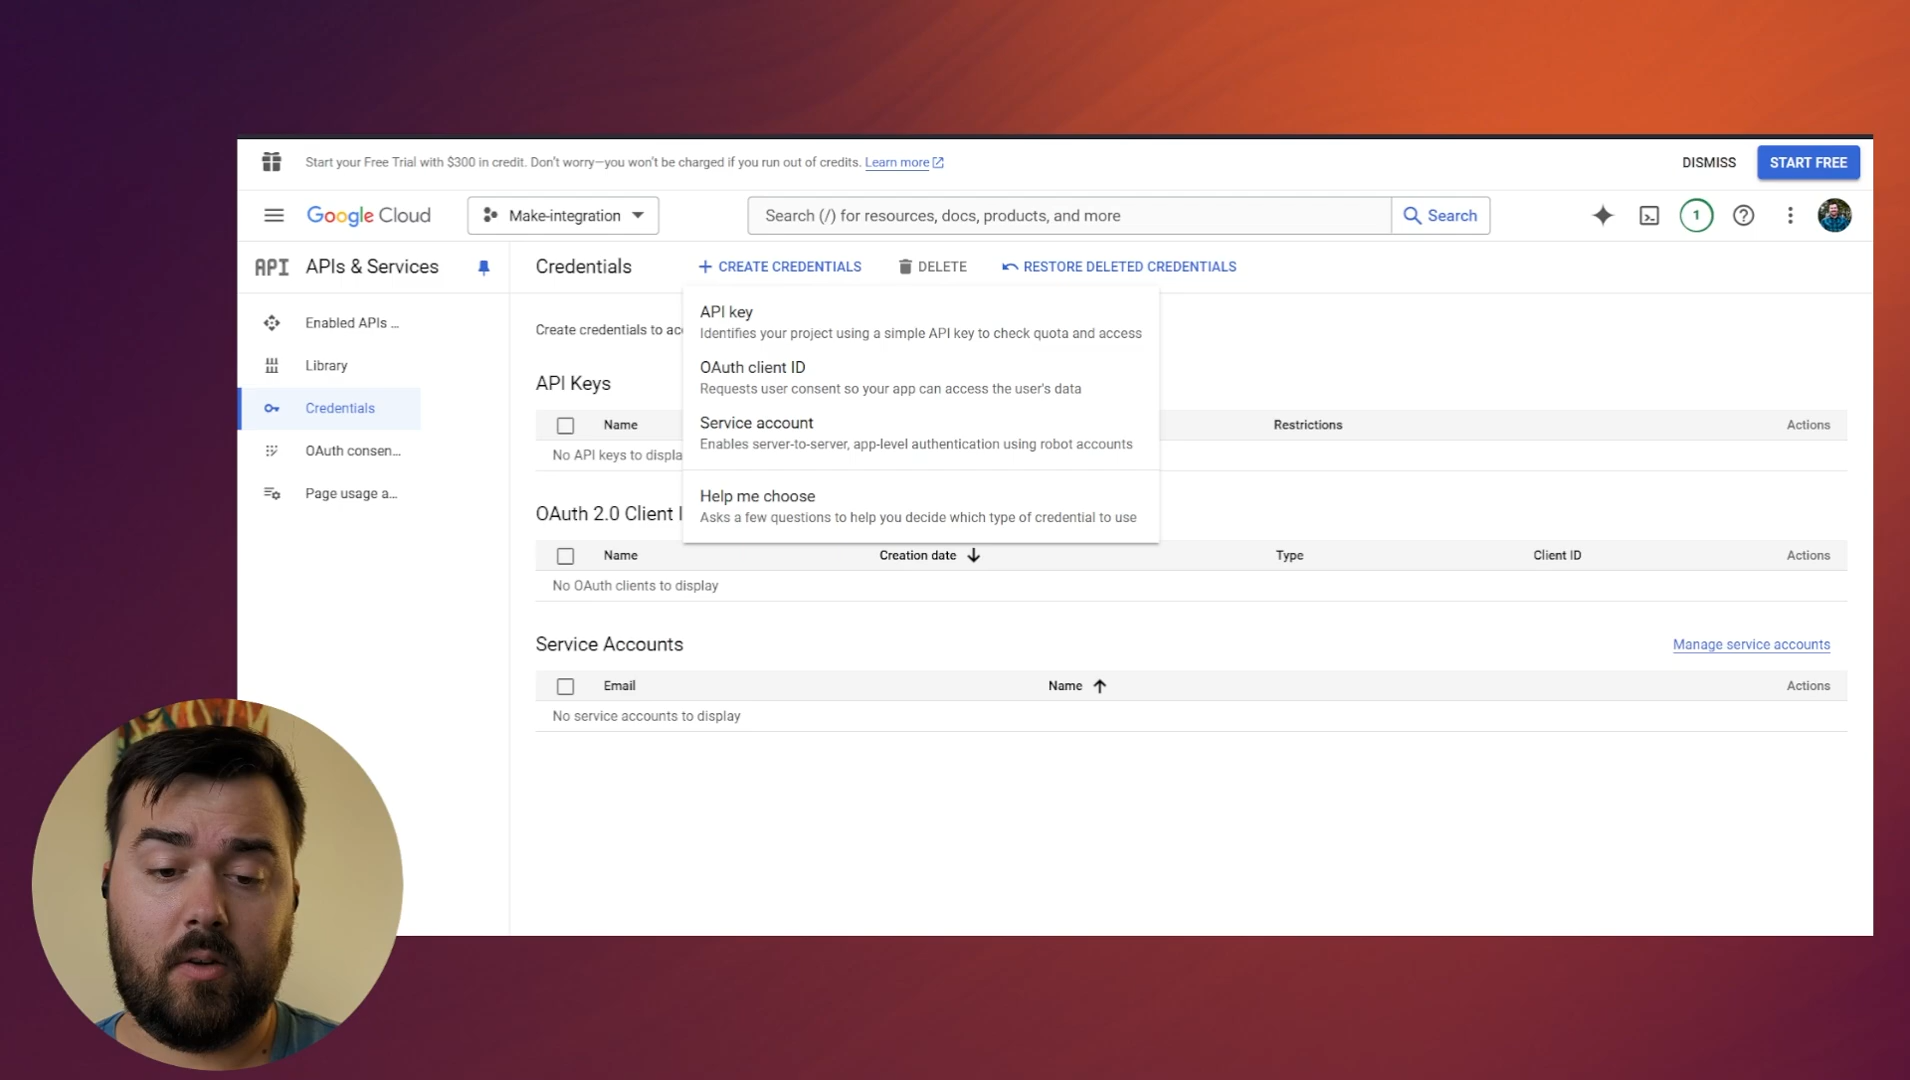 Start your Free Trial with $300 in credit. Don't worry—you won't be charged if you run out of credits. Learn more
DISMISS
START FREE
Google Cloud
Make-integration
Search (/) for resources, docs, products, and more
Search
1
API
APIs & Services
Credentials
CREATE CREDENTIALS
DELETE
RESTORE DELETED CREDENTIALS
Enabled APIs ...
Library
Credentials
OAuth consen...
Page usage a...
Create credentials to acc
API key
Identifies your project using a simple API key to check quota and access
OAuth client ID
Requests user consent so your app can access the user's data
Service account
Enables server-to-server, app-level authentication using robot accounts
Help me choose
Asks a few questions to help you decide which type of credential to use
API Keys
Name
Restrictions
Actions
No API keys to displa
OAuth 2.0 Client I
Name
Creation date
Type
Client ID
Actions
No OAuth clients to display
Service Accounts
Manage service accounts
Email
Name
Actions
No service accounts to display